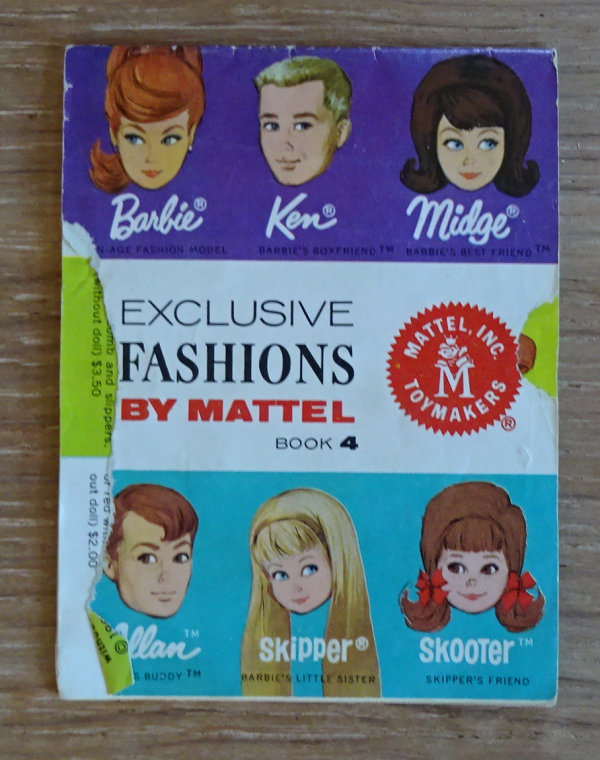 Barbie® Ken® Midge®
N-AGE FASHION MODEL BARBIE'S BOYFRIEND™ BARBIE'S BEST FRIEND™
EXCLUSIVE
FASHIONS
BY MATTEL
BOOK 4
MATTEL, INC.
M
TOYMAKERS
®
omb and slippers.
without doll) $3.50
of red
out doll) $2.00
Allan™ Skipper® SKOOTER™
S BUDDY™ BARBIE'S LITTLE SISTER SKIPPER'S FRIEND
©